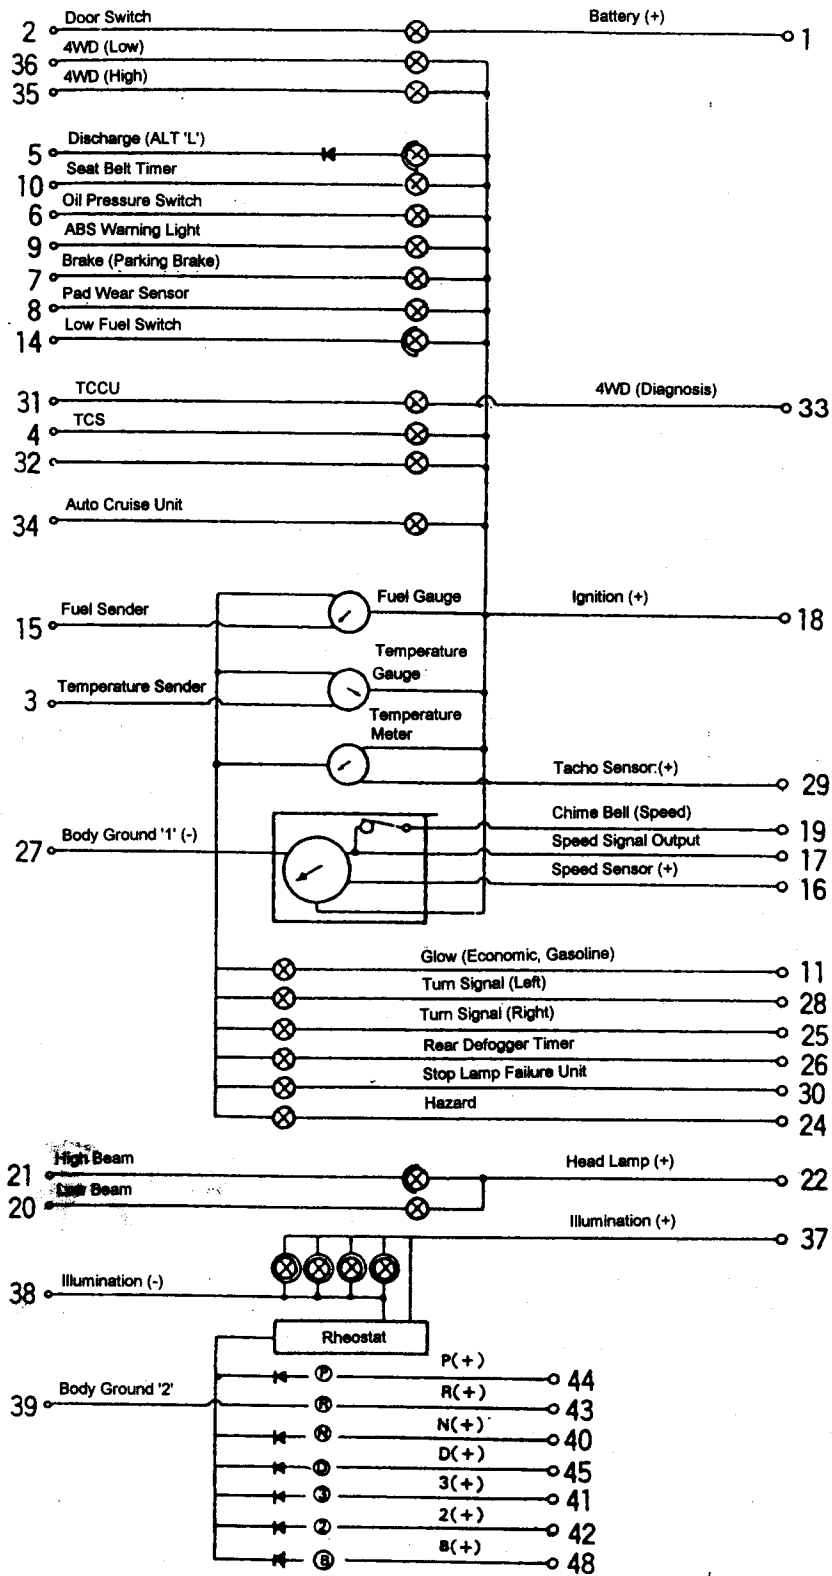 Door Switch
Battery (+)
2
1
4WD (Low)
36
4WD (High)
35
Discharge (ALT 'L')
5
Seat Belt Timer
10
Oil Pressure Switch
6
ABS Warning Light
9
Brake (Parking Brake)
7
Pad Wear Sensor
8
Low Fuel Switch
14
TCCU
4WD (Diagnosis)
31
33
TCS
4
32
Auto Cruise Unit
34
Fuel Gauge
Ignition (+)
Fuel Sender
15
18
Temperature
Gauge
Temperature Sender
3
Temperature
Meter
Tacho Sensor (+)
29
Chime Bell (Speed)
19
Body Ground '1' (-)
27
Speed Signal Output
17
Speed Sensor (+)
16
Glow (Economic, Gasoline)
11
Turn Signal (Left)
28
Turn Signal (Right)
25
Rear Defogger Timer
26
Stop Lamp Failure Unit
30
Hazard
24
High Beam
Head Lamp (+)
21
22
Low Beam
20
Illumination (+)
37
Illumination (-)
38
Rheostat
P P(+) 44
Body Ground '2'
39
R R(+) 43
N N(+) 40
D D(+) 45
3 3(+) 41
2 2(+) 42
B B(+) 48